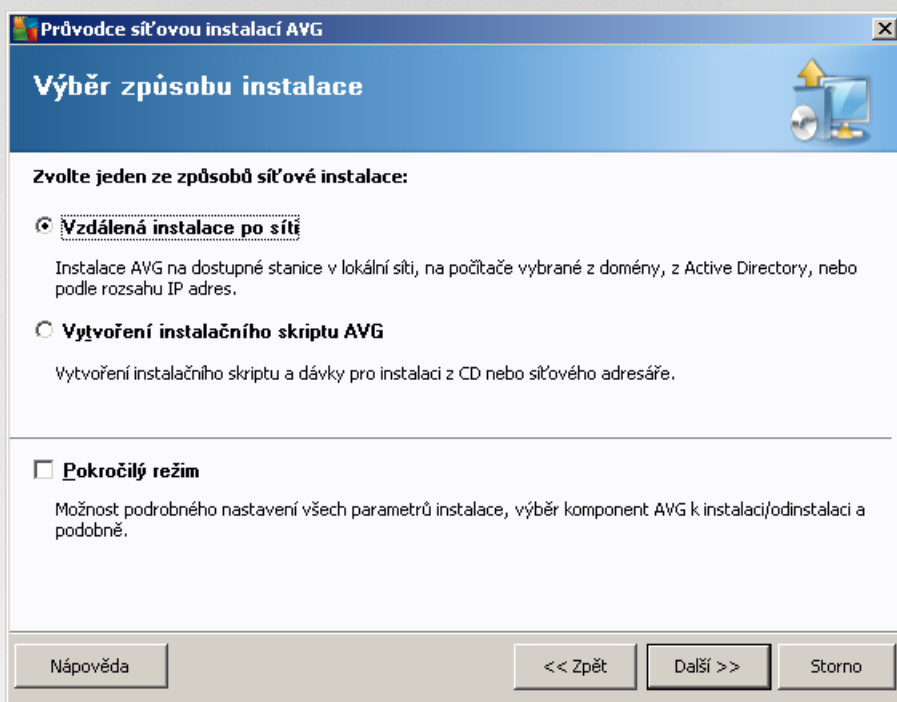 Průvodce síťovou instalací AVG
Výběr způsobu instalace
Zvolte jeden ze způsobů síťové instalace:
Vzdálená instalace po síti
Instalace AVG na dostupné stanice v lokální síti, na počítače vybrané z domény, z Active Directory, nebo
podle rozsahu IP adres.
Vytvoření instalačního skriptu AVG
Vytvoření instalačního skriptu a dávky pro instalaci z CD nebo síťového adresáře.
Pokročilý režim
Možnost podrobného nastavení všech parametrů instalace, výběr komponent AVG k instalaci/odinstalaci a
podobně.
Nápověda
<< Zpět
Další >>
Storno